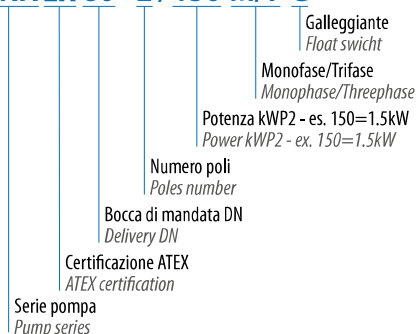 Galleggiante
Float swicht
Monofase/Trifase
Monophase/Threephase
Potenza kWP2 - es. 150=1.5kW
Power kWP2 - ex. 150=1.5kW
Numero poli
Poles number
Bocca di mandata DN
Delivery DN
Certificazione ATEX
ATEX certification
Serie pompa
Pump series